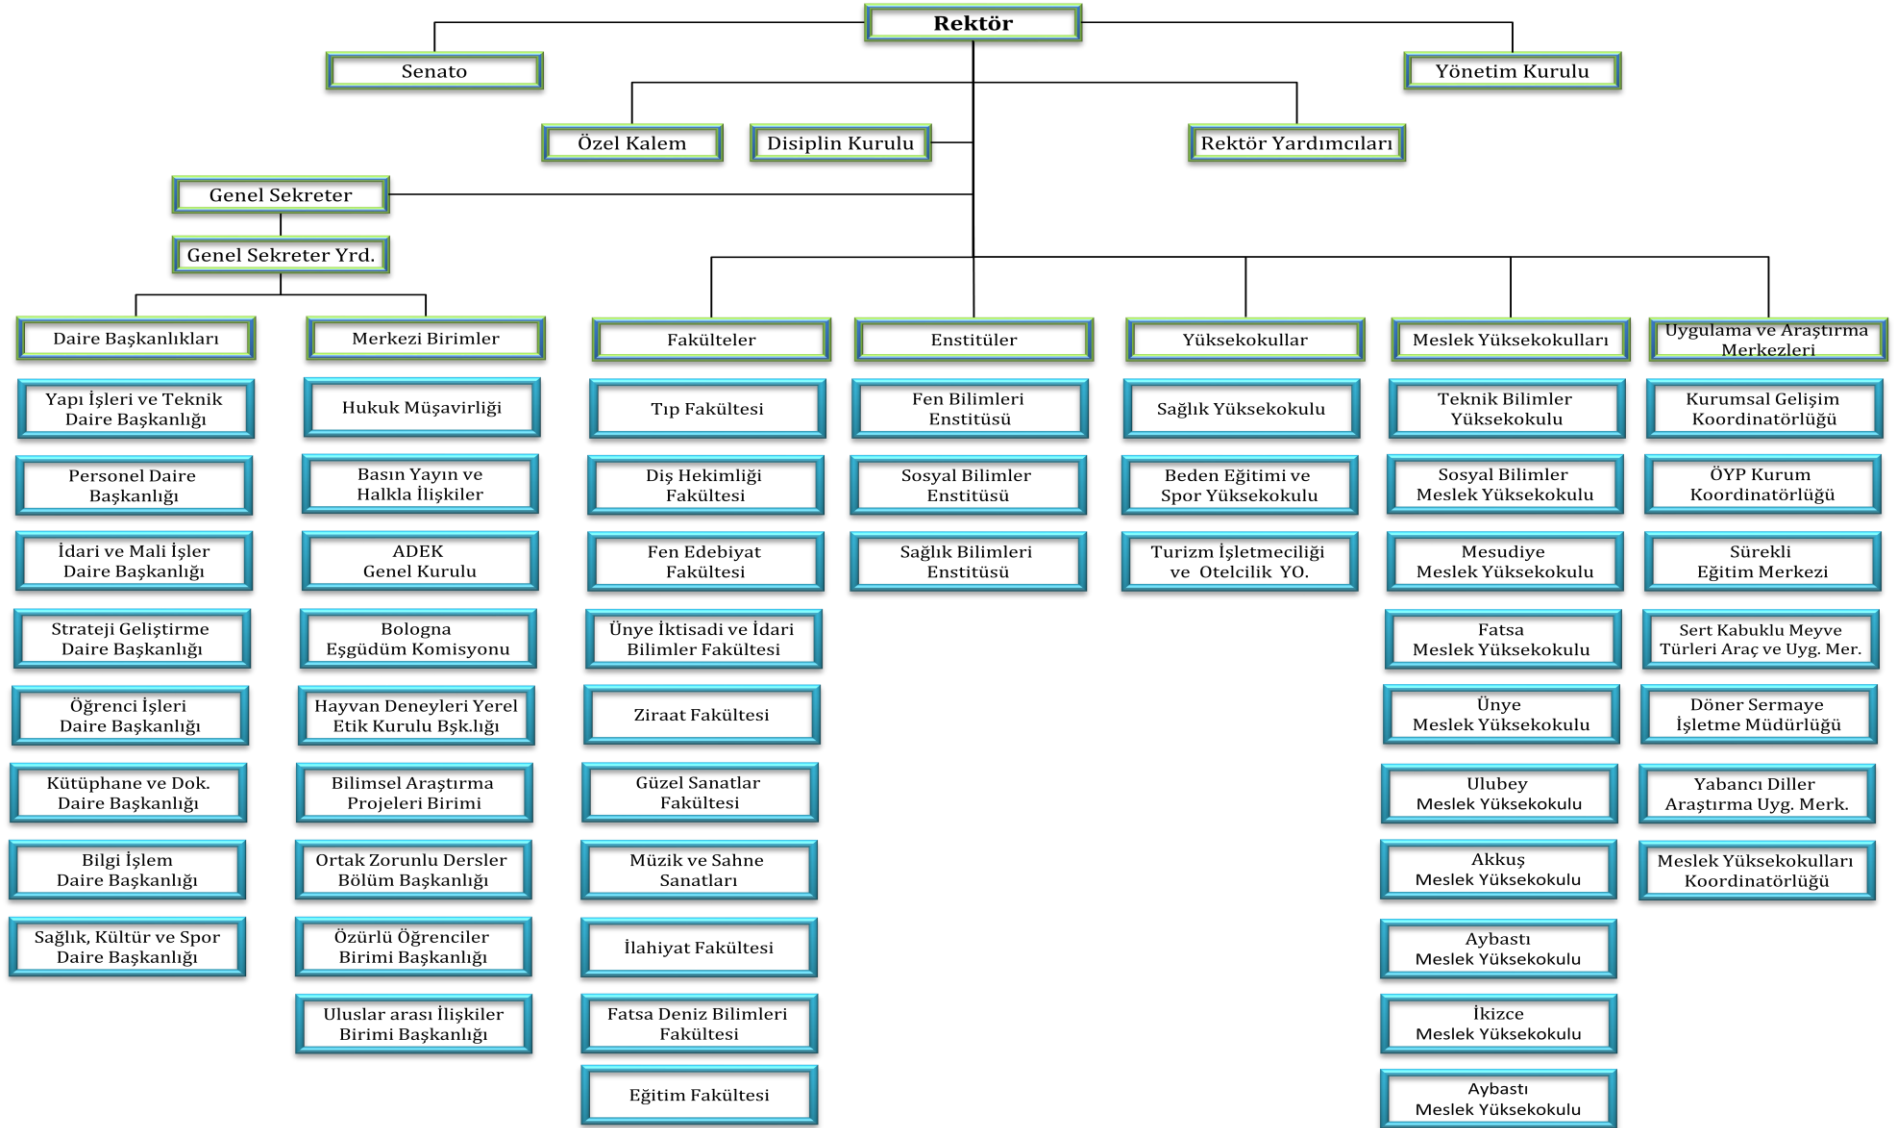 Rektör
Senato
Yönetim Kurulu
Özel Kalem
Disiplin Kurulu
Rektör Yardımcıları
Genel Sekreter
Genel Sekreter Yrd.
Daire Başkanlıkları
Yapı İşleri ve Teknik
Daire Başkanlığı
Personel Daire
Başkanlığı
İdari ve Mali İşler
Daire Başkanlığı
Strateji Geliştirme
Daire Başkanlığı
Öğrenci İşleri
Daire Başkanlığı
Kütüphane ve Dok.
Daire Başkanlığı
Bilgi İşlem
Daire Başkanlığı
Sağlık, Kültür ve Spor
Daire Başkanlığı
Merkezi Birimler
Hukuk Müşavirliği
Basın Yayın ve
Halkla İlişkiler
ADEK
Genel Kurulu
Bologna
Eşgüdüm Komisyonu
Hayvan Deneyleri Yerel
Etik Kurulu Bşk.lığı
Bilimsel Araştırma
Projeleri Birimi
Ortak Zorunlu Dersler
Bölüm Başkanlığı
Özürlü Öğrenciler
Birimi Başkanlığı
Uluslar arası İlişkiler
Birimi Başkanlığı
Fakülteler
Tıp Fakültesi
Diş Hekimliği
Fakültesi
Fen Edebiyat
Fakültesi
Ünye İktisadi ve İdari
Bilimler Fakültesi
Ziraat Fakültesi
Güzel Sanatlar
Fakültesi
Müzik ve Sahne
Sanatları
İlahiyat Fakültesi
Fatsa Deniz Bilimleri
Fakültesi
Eğitim Fakültesi
Enstitüler
Fen Bilimleri
Enstitüsü
Sosyal Bilimler
Enstitüsü
Sağlık Bilimleri
Enstitüsü
Yüksekokullar
Sağlık Yüksekokulu
Beden Eğitimi ve
Spor Yüksekokulu
Turizm İşletmeciliği
ve Otelcilik YO.
Meslek Yüksekokulları
Teknik Bilimler
Yüksekokulu
Sosyal Bilimler
Meslek Yüksekokulu
Mesudiye
Meslek Yüksekokulu
Fatsa
Meslek Yüksekokulu
Ünye
Meslek Yüksekokulu
Ulubey
Meslek Yüksekokulu
Akkuş
Meslek Yüksekokulu
Aybastı
Meslek Yüksekokulu
İkizce
Meslek Yüksekokulu
Aybastı
Meslek Yüksekokulu
Uygulama ve Araştırma
Merkezleri
Kurumsal Gelişim
Koordinatörlüğü
ÖYP Kurum
Koordinatörlüğü
Sürekli
Eğitim Merkezi
Sert Kabuklu Meyve
Türleri Araç ve Uyg. Mer.
Döner Sermaye
İşletme Müdürlüğü
Yabancı Diller
Araştırma Uyg. Merk.
Meslek Yüksekokulları
Koordinatörlüğü